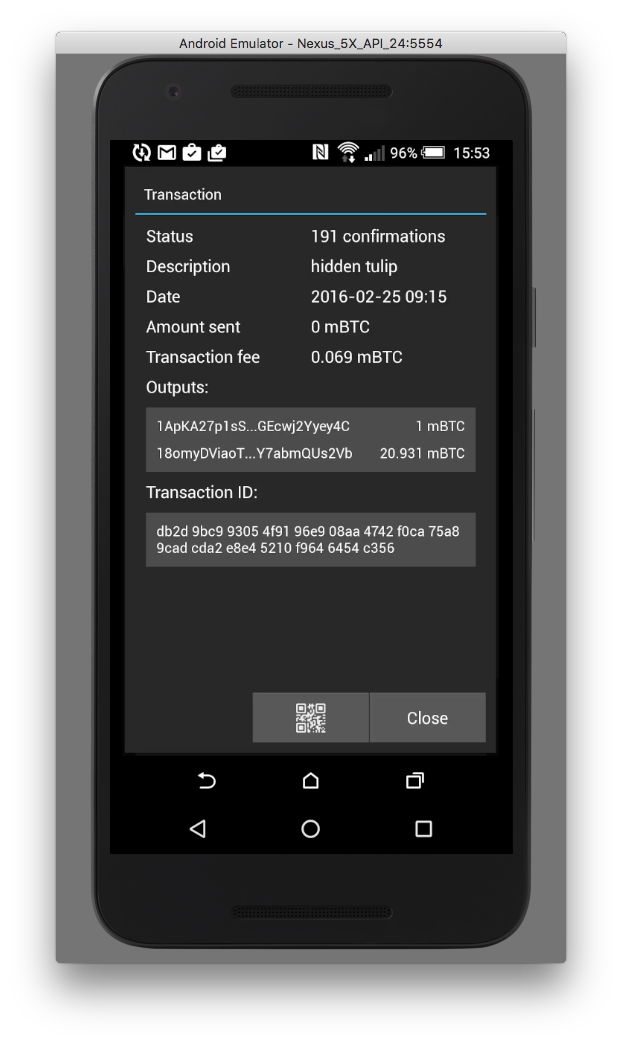 Android Emulator - Nexus_5X_API_24:5554
96% 15:53
Transaction
Status 191 confirmations
Description hidden tulip
Date 2016-02-25 09:15
Amount sent 0 mBTC
Transaction fee 0.069 mBTC
Outputs:
1ApKA27p1sS...GEcwj2Yyey4C 1 mBTC
18omyDViaoT...Y7abmQUs2Vb 20.931 mBTC
Transaction ID:
db2d 9bc9 9305 4f91 96e9 08aa 4742 f0ca 75a8
9cad cda2 e8e4 5210 f964 6454 c356
Close